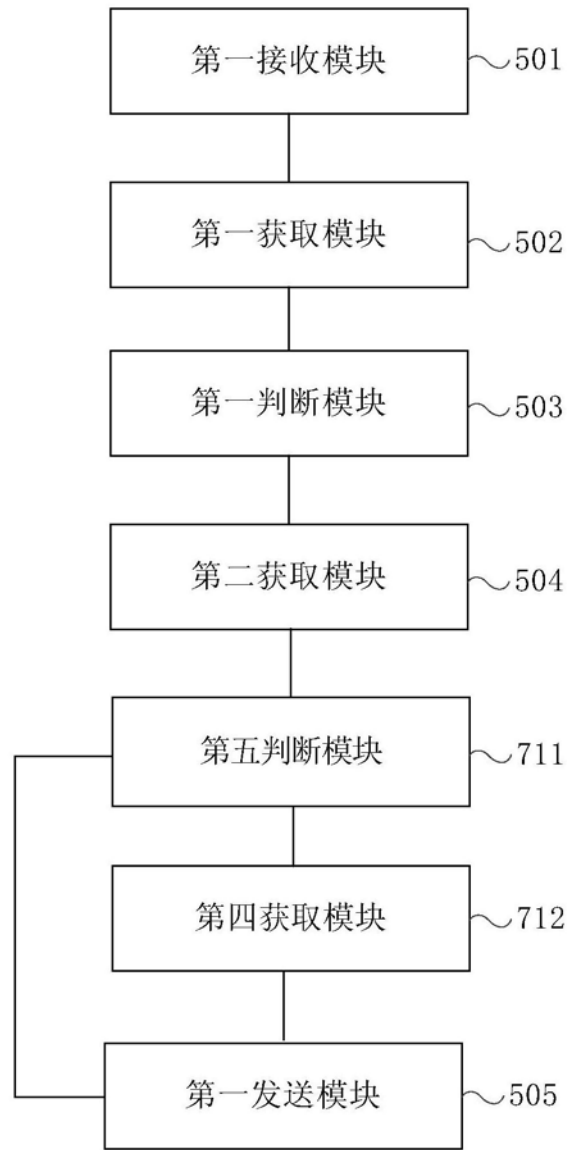 第一接收模块 501
第一获取模块 502
第一判断模块 503
第二获取模块 504
第五判断模块 711
第四获取模块 712
第一发送模块 505